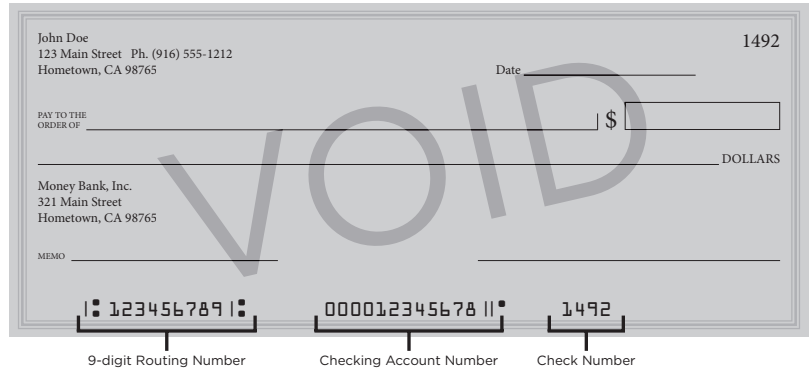 John Doe
1492
123 Main Street Ph. (916) 555-1212
Hometown, CA 98765
Date
PAY TO THE
ORDER OF
$
DOLLARS
VOID
Money Bank, Inc.
321 Main Street
Hometown, CA 98765
MEMO
123456789 000012345678 1492
9-digit Routing Number Checking Account Number Check Number